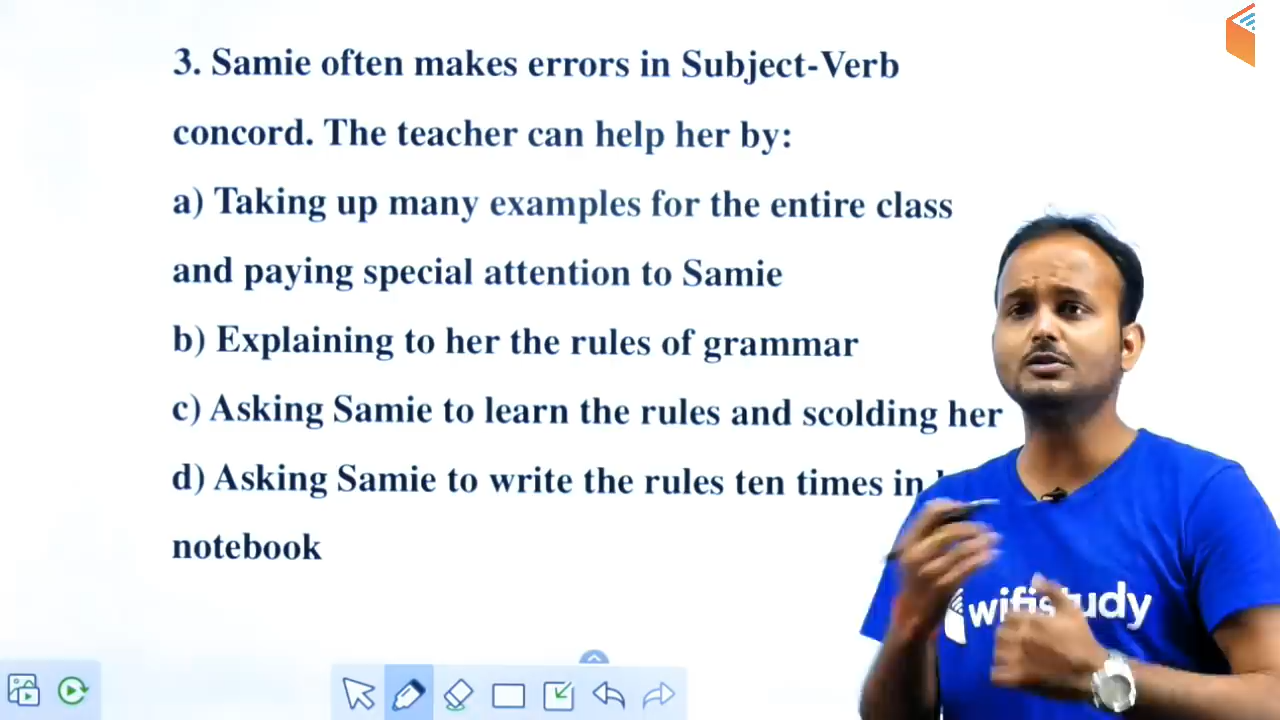 3. Samie often makes errors in Subject-Verb
concord. The teacher can help her by:
a) Taking up many examples for the entire class
and paying special attention to Samie
b) Explaining to her the rules of grammar
c) Asking Samie to learn the rules and scolding her
d) Asking Samie to write the rules ten times in
notebook
wifistudy